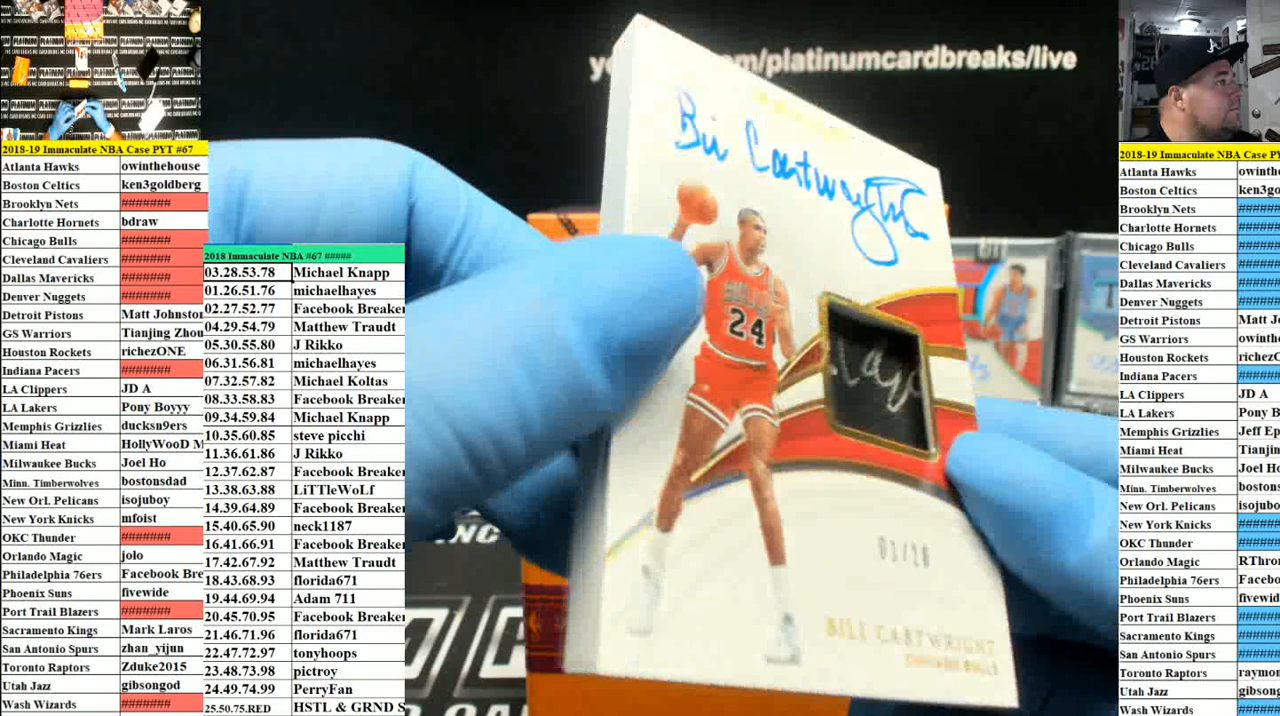 2018-19 Immaculate NBA Case PYT #67
Atlanta Hawks owinthehouse
Boston Celtics ken3goldberg
Brooklyn Nets #######
Charlotte Hornets bdraw
Chicago Bulls #######
Cleveland Cavaliers #######
Dallas Mavericks #######
Denver Nuggets #######
Detroit Pistons Matt Johnston
GS Warriors Tianjing Zhou
Houston Rockets richezONE
Indiana Pacers #######
LA Clippers JD A
LA Lakers Pony Boyyy
Memphis Grizzlies ducksn9ers
Miami Heat HollyWooD M
Milwaukee Bucks Joel Ho
Minn. Timberwolves bostonsdad
New Orl. Pelicans isojuboy
New York Knicks mfoist
OKC Thunder #######
Orlando Magic jolo
Philadelphia 76ers Facebook Bre
Phoenix Suns fivewide
Port Trail Blazers #######
Sacramento Kings Mark Laros
San Antonio Spurs zhan_yijun
Toronto Raptors Zduke2015
Utah Jazz gibsongod
Wash Wizards #######
2018 Immaculate NBA #67 #####
03.28.53.78 Michael Knapp
01.26.51.76 michaelhayes
02.27.52.77 Facebook Breaker
04.29.54.79 Matthew Traudt
05.30.55.80 J Rikko
06.31.56.81 michaelhayes
07.32.57.82 Michael Koltas
08.33.58.83 Facebook Breaker
09.34.59.84 Michael Knapp
10.35.60.85 steve picchi
11.36.61.86 J Rikko
12.37.62.87 Facebook Breaker
13.38.63.88 LiTTleWoLf
14.39.64.89 Facebook Breaker
15.40.65.90 neck1187
16.41.66.91 Facebook Breaker
17.42.67.92 Matthew Traudt
18.43.68.93 florida671
19.44.69.94 Adam 711
20.45.70.95 Facebook Breaker
21.46.71.96 florida671
22.47.72.97 tonyhoops
23.48.73.98 pictroy
24.49.74.99 PerryFan
25.50.75.RED HSTL & GRND S
yo om/platinumcardbreaks/live
Bill Cartwright
BULLS
24
BILL CARTWRIGHT
CHICAGO BULLS
2018-19 Immaculate NBA Case PY
Atlanta Hawks owinth
Boston Celtics ken3g
Brooklyn Nets ######
Charlotte Hornets ######
Chicago Bulls ######
Cleveland Cavaliers ######
Dallas Mavericks ######
Denver Nuggets ######
Detroit Pistons Matt Jo
GS Warriors owinthe
Houston Rockets richezO
Indiana Pacers ######
LA Clippers JD A
LA Lakers Pony B
Memphis Grizzlies Jeff Ep
Miami Heat Tianjin
Milwaukee Bucks Joel Ho
Minn. Timberwolves bostons
New Orl. Pelicans isojubo
New York Knicks ######
OKC Thunder ######
Orlando Magic RThro
Philadelphia 76ers Facebo
Phoenix Suns fivewid
Port Trail Blazers ######
Sacramento Kings ######
San Antonio Spurs ######
Toronto Raptors raymon
Utah Jazz gibsong
Wash Wizards ######